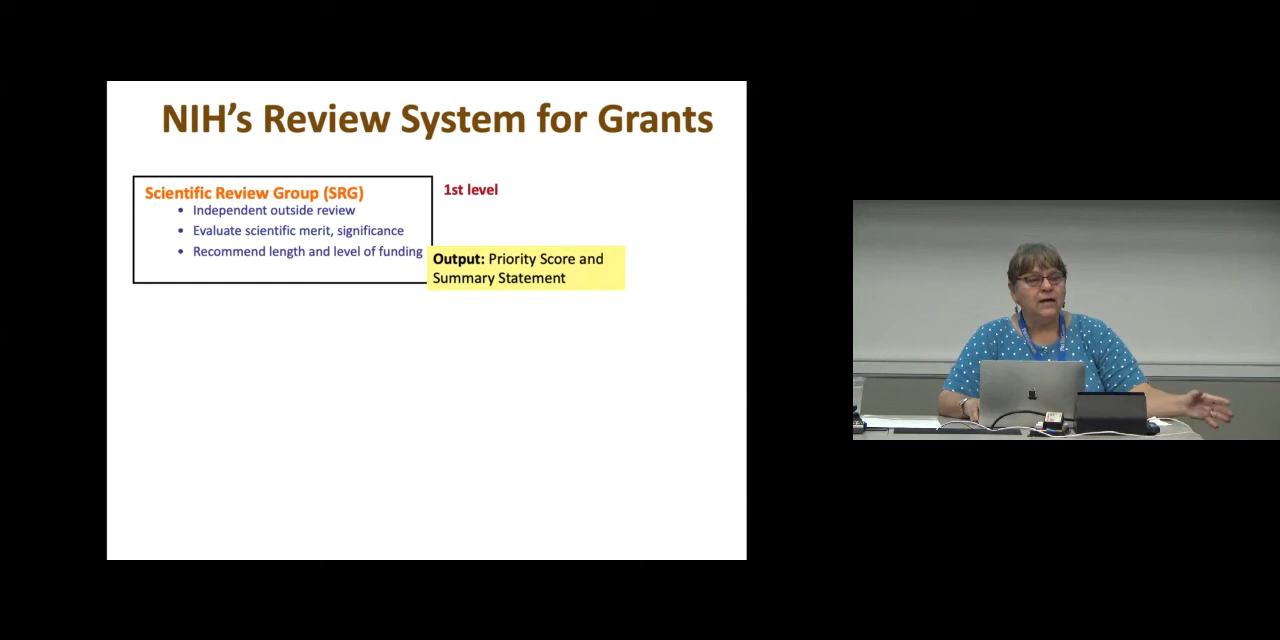 NIH's Review System for Grants
Scientific Review Group (SRG)
1st level
• Independent outside review
• Evaluate scientific merit, significance
• Recommend length and level of funding
Output: Priority Score and
Summary Statement